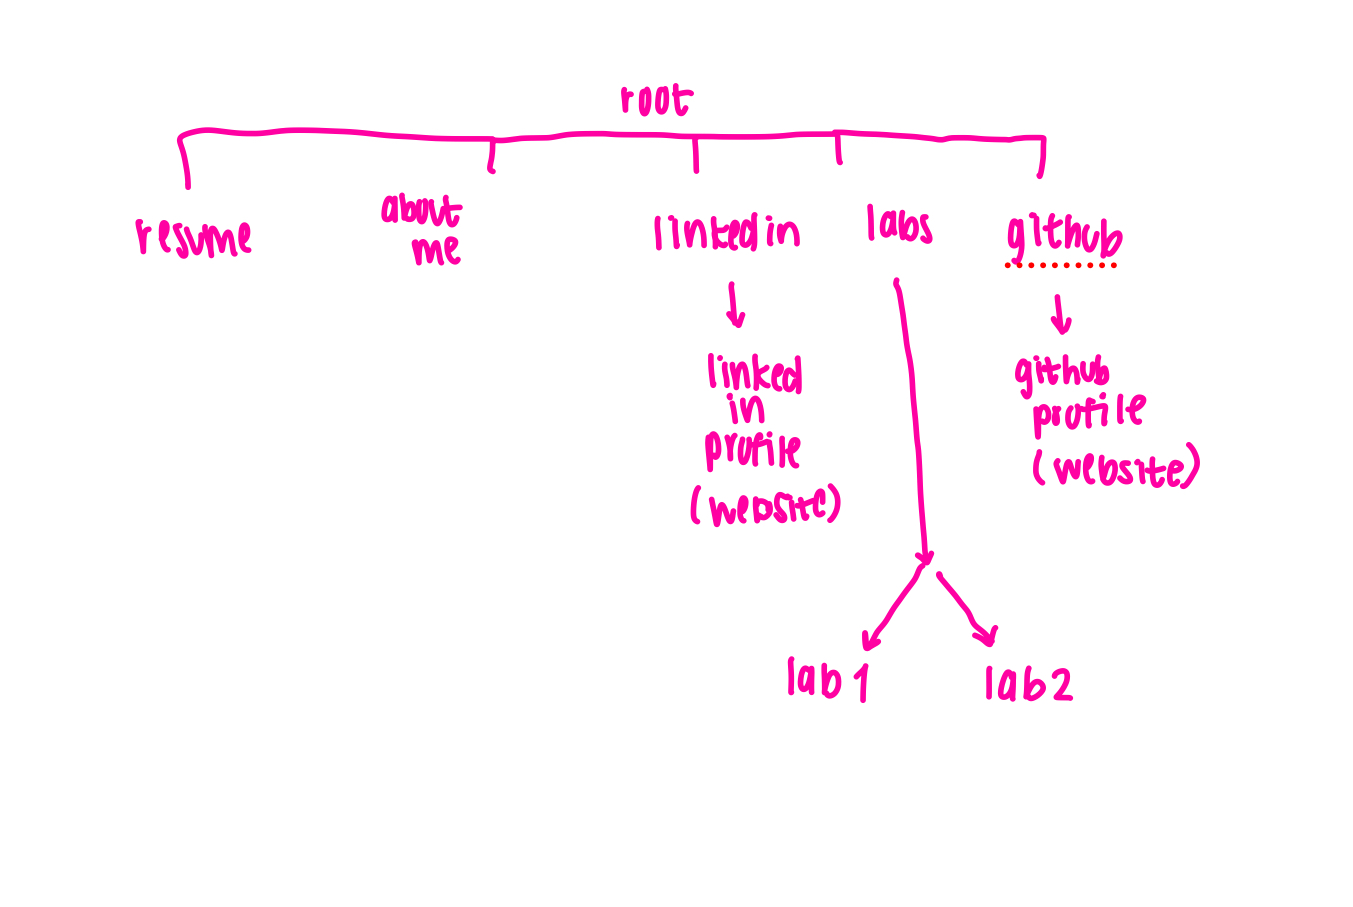 root
resume
about
me
linkedin
labs
github
linked
in
profile
(website)
github
profile
(website)
lab 1
lab 2